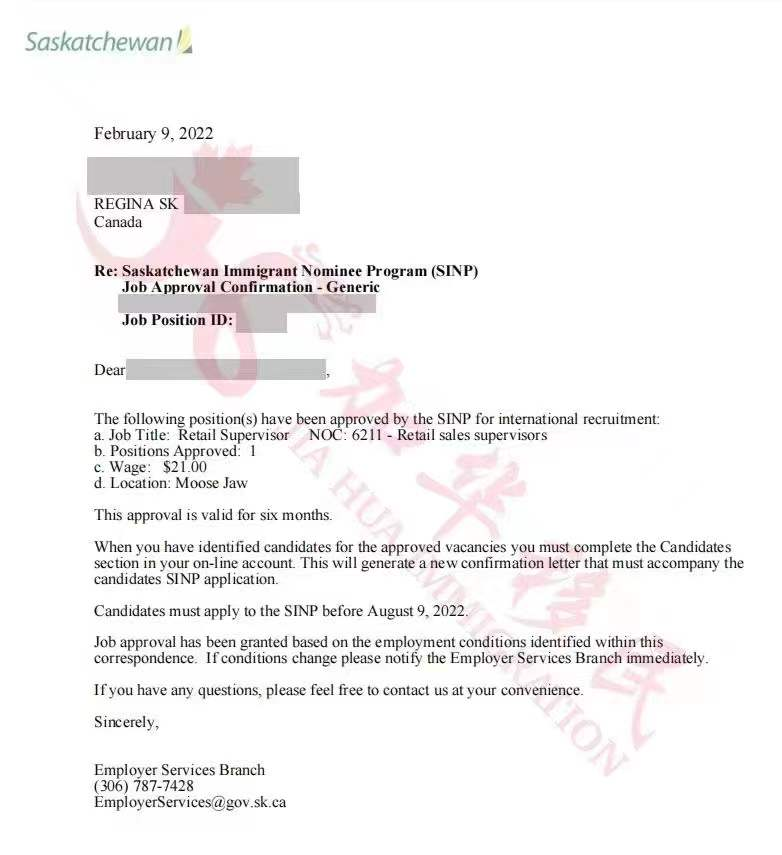 Saskatchewan
February 9, 2022
REGINA SK
Canada
Re: Saskatchewan Immigrant Nominee Program (SINP)
Job Approval Confirmation - Generic
Job Position ID:
Dear ,
The following position(s) have been approved by the SINP for international recruitment:
a. Job Title: Retail Supervisor NOC: 6211 - Retail sales supervisors
b. Positions Approved: 1
c. Wage: $21.00
d. Location: Moose Jaw
This approval is valid for six months.
When you have identified candidates for the approved vacancies you must complete the Candidates
section in your on-line account. This will generate a new confirmation letter that must accompany the
candidates SINP application.
Candidates must apply to the SINP before August 9, 2022.
Job approval has been granted based on the employment conditions identified within this
correspondence. If conditions change please notify the Employer Services Branch immediately.
If you have any questions, please feel free to contact us at your convenience.
Sincerely,
Employer Services Branch
(306) 787-7428
EmployerServices@gov.sk.ca
加华移民
JIA HUA IMMIGRATION